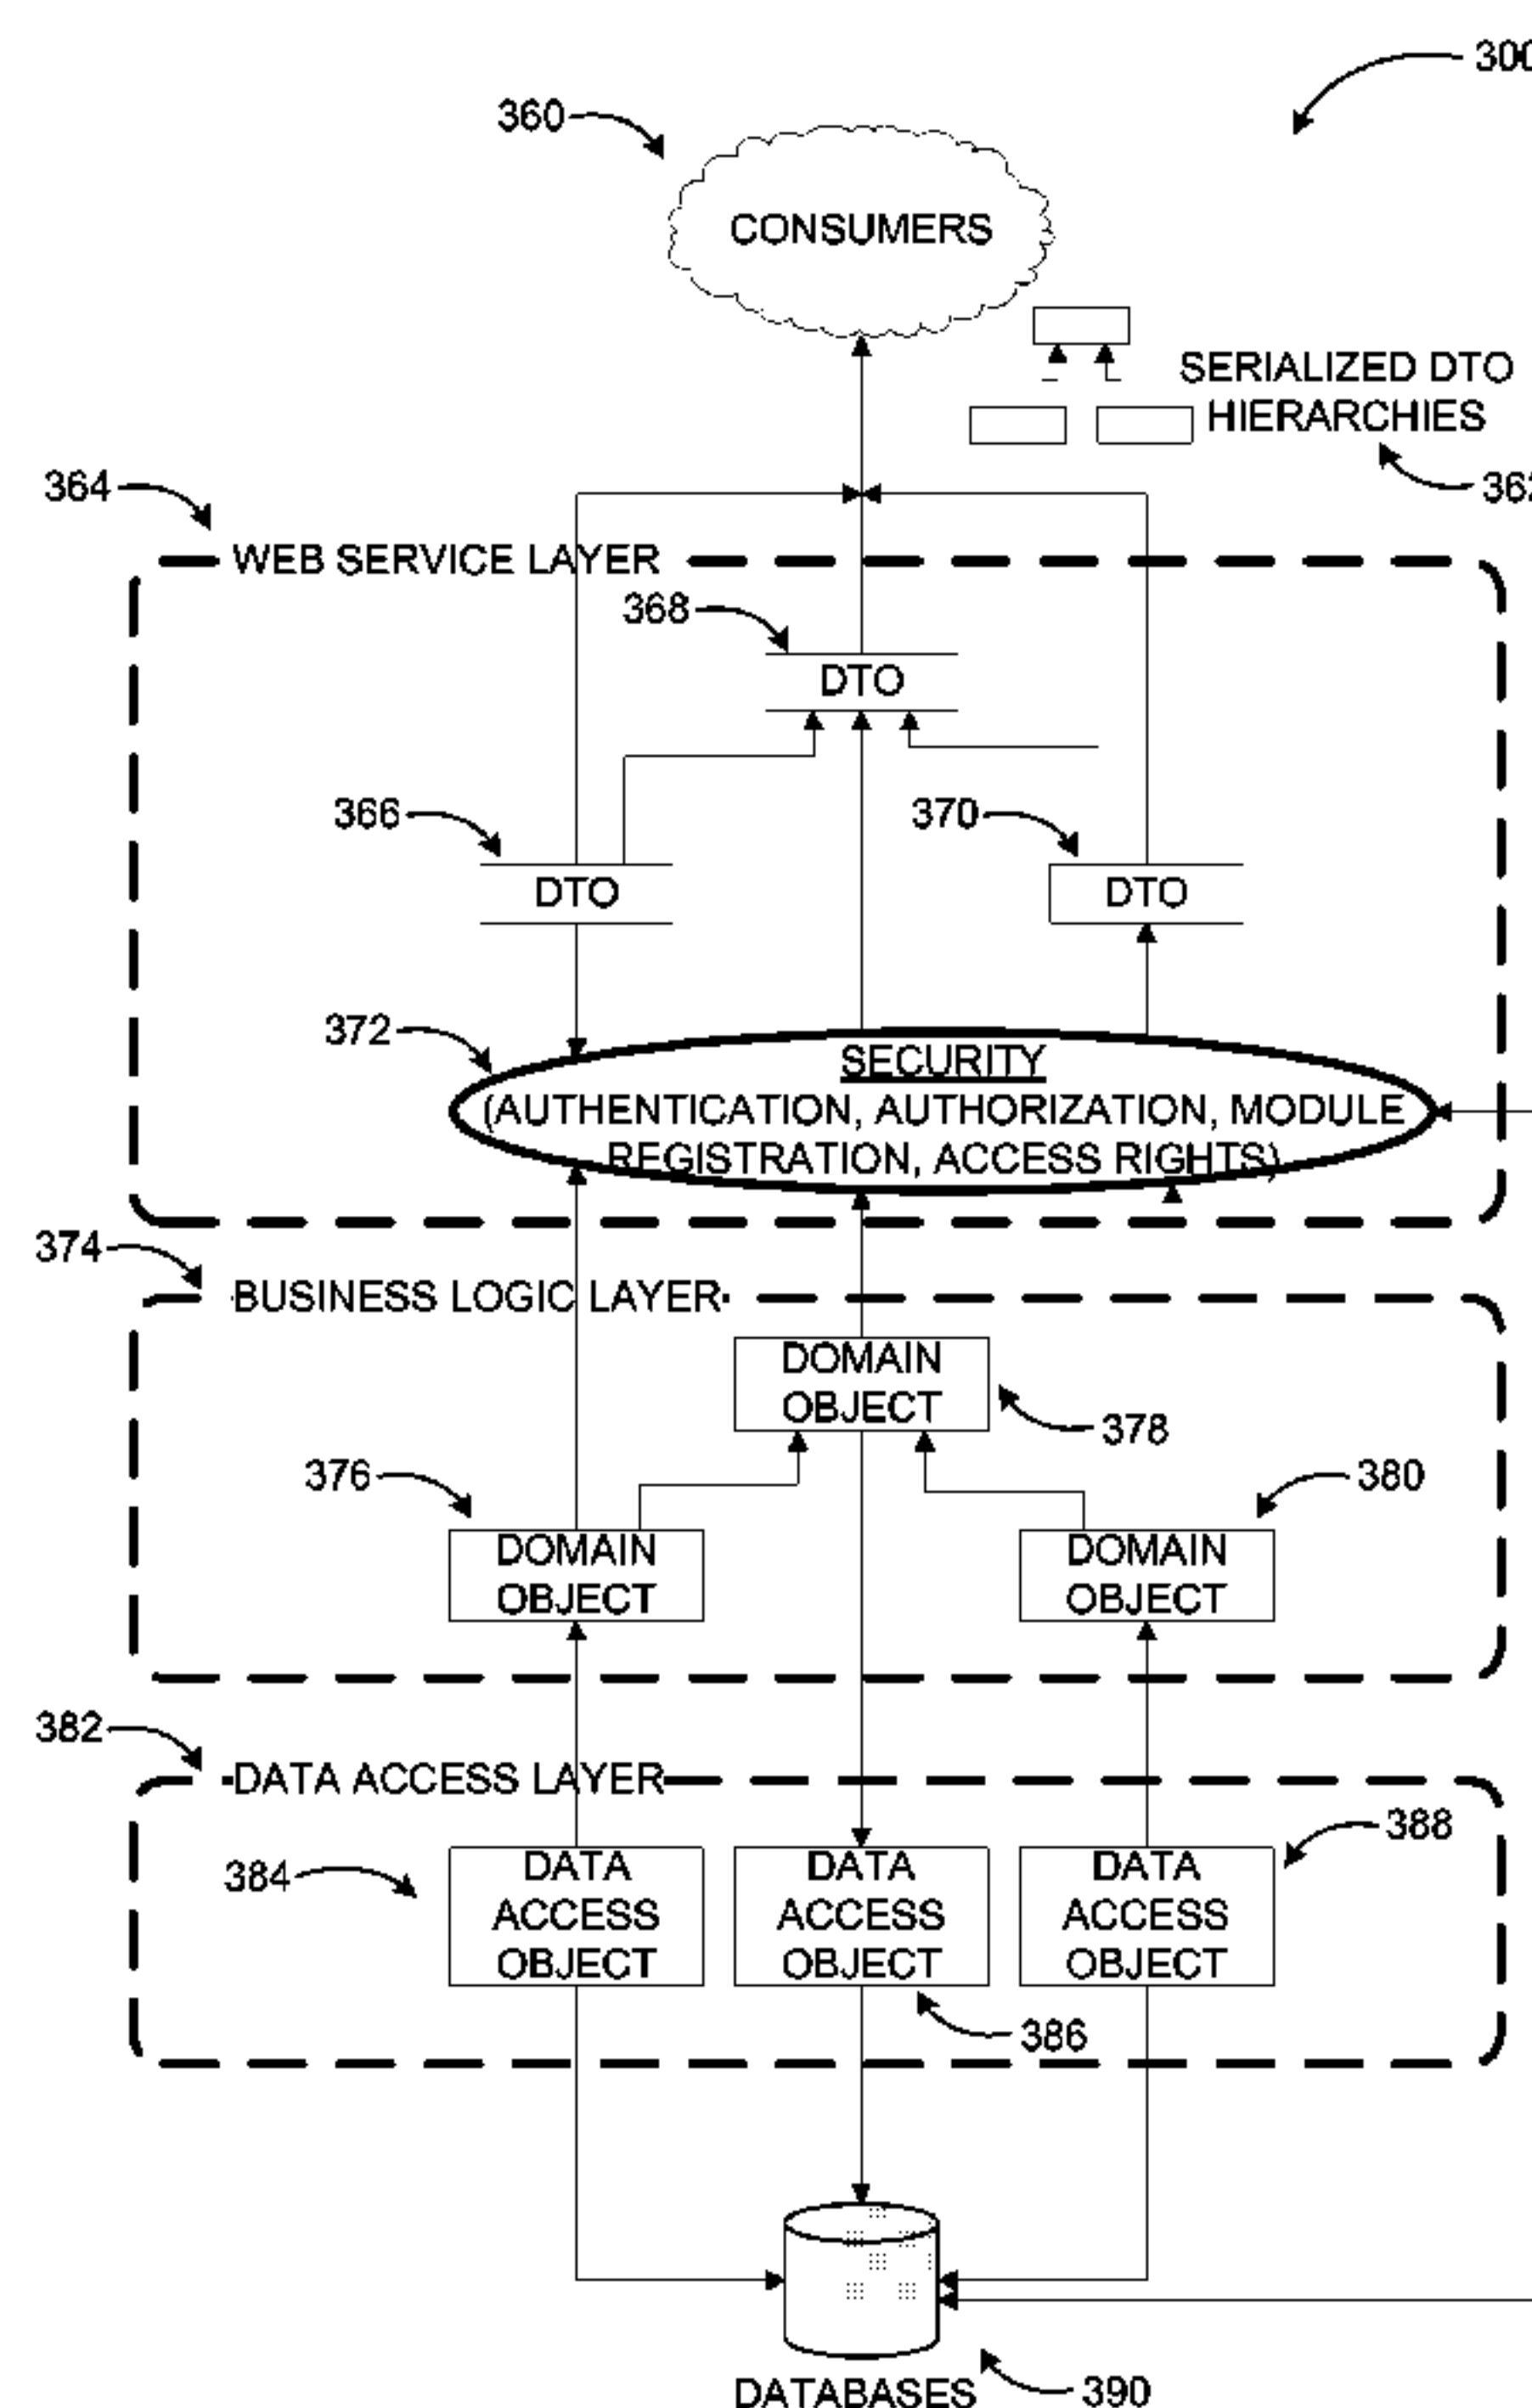 300
360
CONSUMERS
SERIALIZED DTO
HIERARCHIES
362
364
WEB SERVICE LAYER
368
DTO
366
370
DTO
DTO
372
SECURITY
(AUTHENTICATION, AUTHORIZATION, MODULE
REGISTRATION, ACCESS RIGHTS)
374
BUSINESS LOGIC LAYER
DOMAIN
OBJECT
378
376
380
DOMAIN
OBJECT
DOMAIN
OBJECT
382
DATA ACCESS LAYER
388
384
DATA
ACCESS
OBJECT
DATA
ACCESS
OBJECT
DATA
ACCESS
OBJECT
386
DATABASES
390